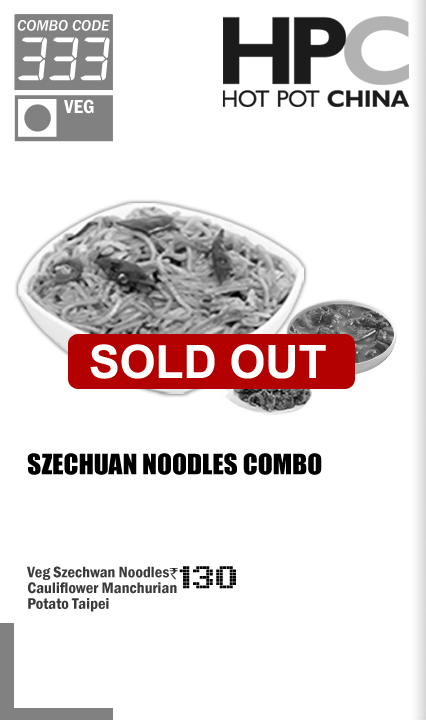 COMBO CODE
333
VEG
HPC
HOT POT CHINA
SOLD OUT
SZECHUAN NOODLES COMBO
Veg Szechwan Noodles ₹130
Cauliflower Manchurian
Potato Taipei